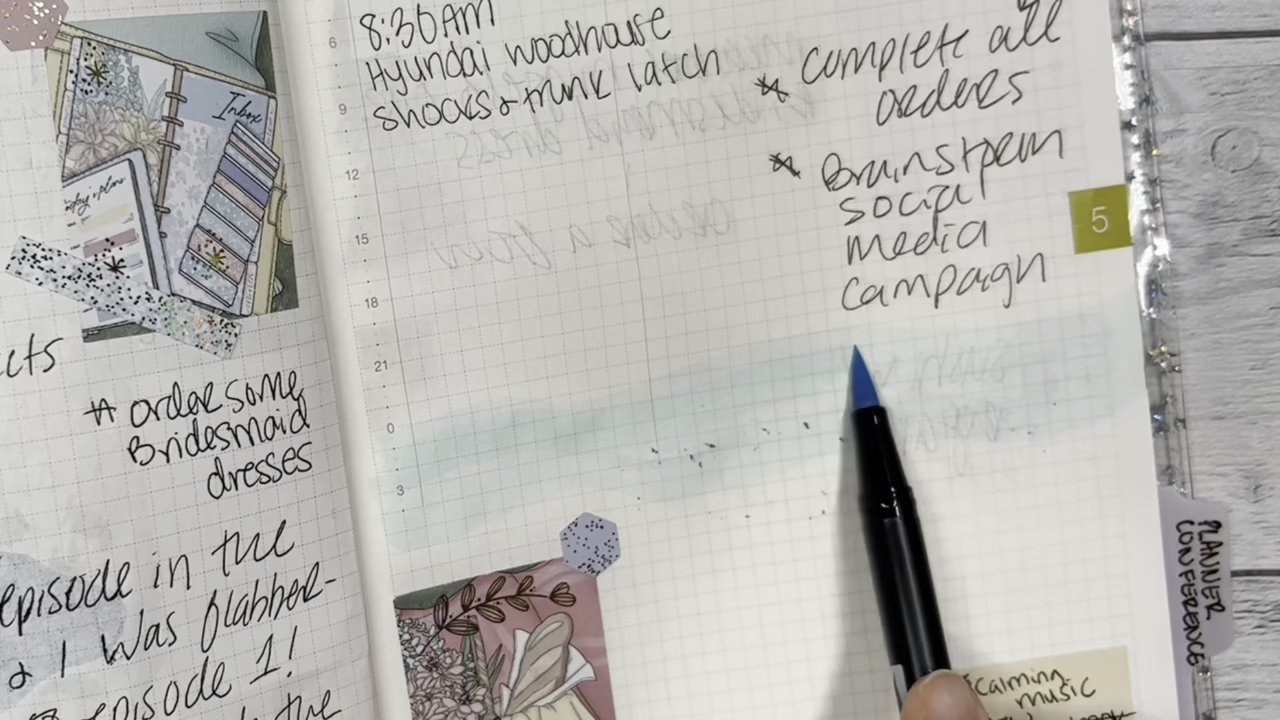 Inbox
cts
* order some
Bridesmaid
dresses
episode in the
& I was flabber-
episode 1!
the
6
9
12
15
18
21
0
3
8:30AM
Hyundai woodhouse
shocks & trunk latch
* complete all
orders
* Brainstorm
social
media
campaign
5
PLANNER
CONFERENCE
calming
music